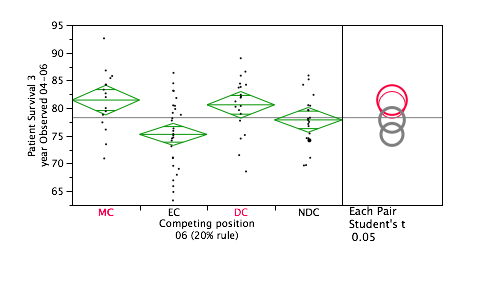 95
90
85
80
75
70
65
Patient Survival 3
year Observed 04-06
MC
EC
DC
NDC
Competing position
06 (20% rule)
Each Pair
Student's t
0.05